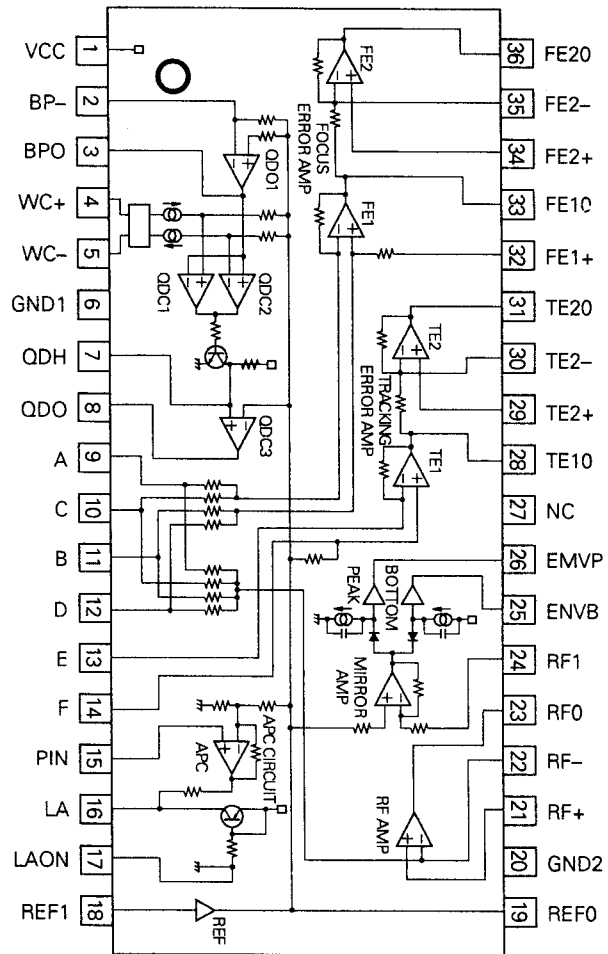 VCC 1
BP- 2
BPO 3
WC+ 4
WC- 5
GND1 6
QDH 7
QDO 8
A 9
C 10
B 11
D 12
E 13
F 14
PIN 15
LA 16
LAON 17
REF1 18
36 FE20
35 FE2-
34 FE2+
33 FE10
32 FE1+
31 TE20
30 TE2-
29 TE2+
28 TE10
27 NC
26 EMVP
25 ENVB
24 RF1
23 RF0
22 RF-
21 RF+
20 GND2
19 REF0
QDO1
- +
QDC1
- +
QDC2
- +
QDC3
+ -
FE2
- +
FOCUS
ERROR AMP
FE1
- +
TE2
- +
TRACKING
ERROR AMP
TE1
- +
PEAK
BOTTOM
MIRROR
AMP
+ -
RF AMP
+ -
APC CIRCUIT
APC
+ -
REF